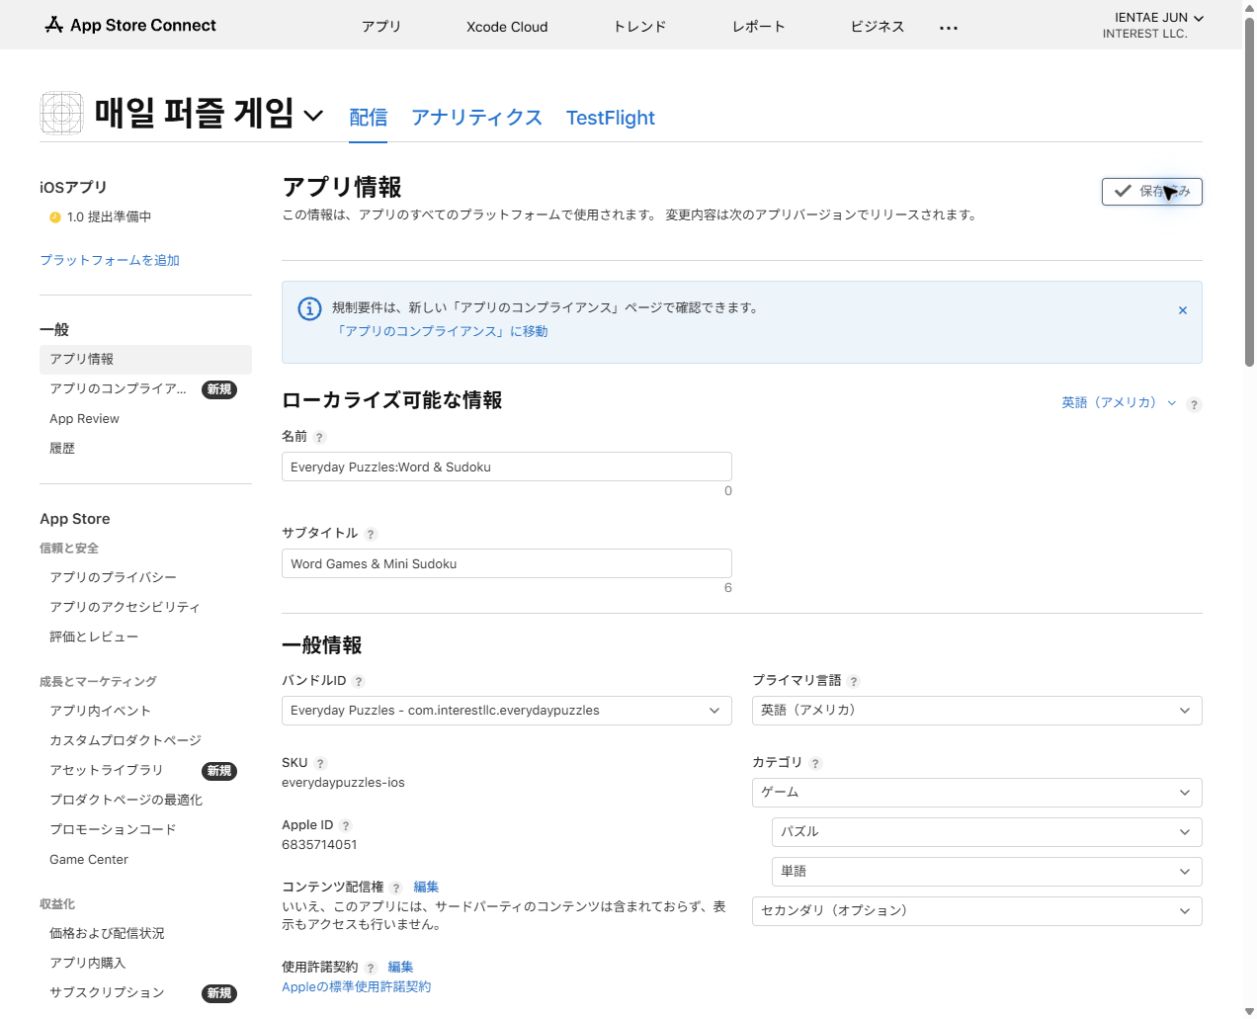 App Store Connect
アプリ
Xcode Cloud
トレンド
レポート
ビジネス
IENTAE JUN
INTEREST LLC.
매일 퍼즐 게임
配信
アナリティクス
TestFlight
iOSアプリ
1.0 提出準備中
プラットフォームを追加
一般
アプリ情報
アプリのコンプライア... 新規
App Review
履歴
App Store
信頼と安全
アプリのプライバシー
アプリのアクセシビリティ
評価とレビュー
成長とマーケティング
アプリ内イベント
カスタムプロダクトページ
アセットライブラリ 新規
プロダクトページの最適化
プロモーションコード
Game Center
収益化
価格および配信状況
アプリ内購入
サブスクリプション 新規
アプリ情報
保存済み
この情報は、アプリのすべてのプラットフォームで使用されます。 変更内容は次のアプリバージョンでリリースされます。
規制要件は、新しい「アプリのコンプライアンス」ページで確認できます。
「アプリのコンプライアンス」に移動
ローカライズ可能な情報
英語（アメリカ） ?
名前 ?
Everyday Puzzles:Word & Sudoku
0
サブタイトル ?
Word Games & Mini Sudoku
6
一般情報
バンドルID ?
Everyday Puzzles - com.interestllc.everydaypuzzles
SKU ?
everydaypuzzles-ios
Apple ID ?
6835714051
コンテンツ配信権 ? 編集
いいえ、このアプリには、サードパーティのコンテンツは含まれておらず、表
示もアクセスも行いません。
使用許諾契約 ? 編集
Appleの標準使用許諾契約
プライマリ言語 ?
英語（アメリカ）
カテゴリ ?
ゲーム
パズル
単語
セカンダリ（オプション）